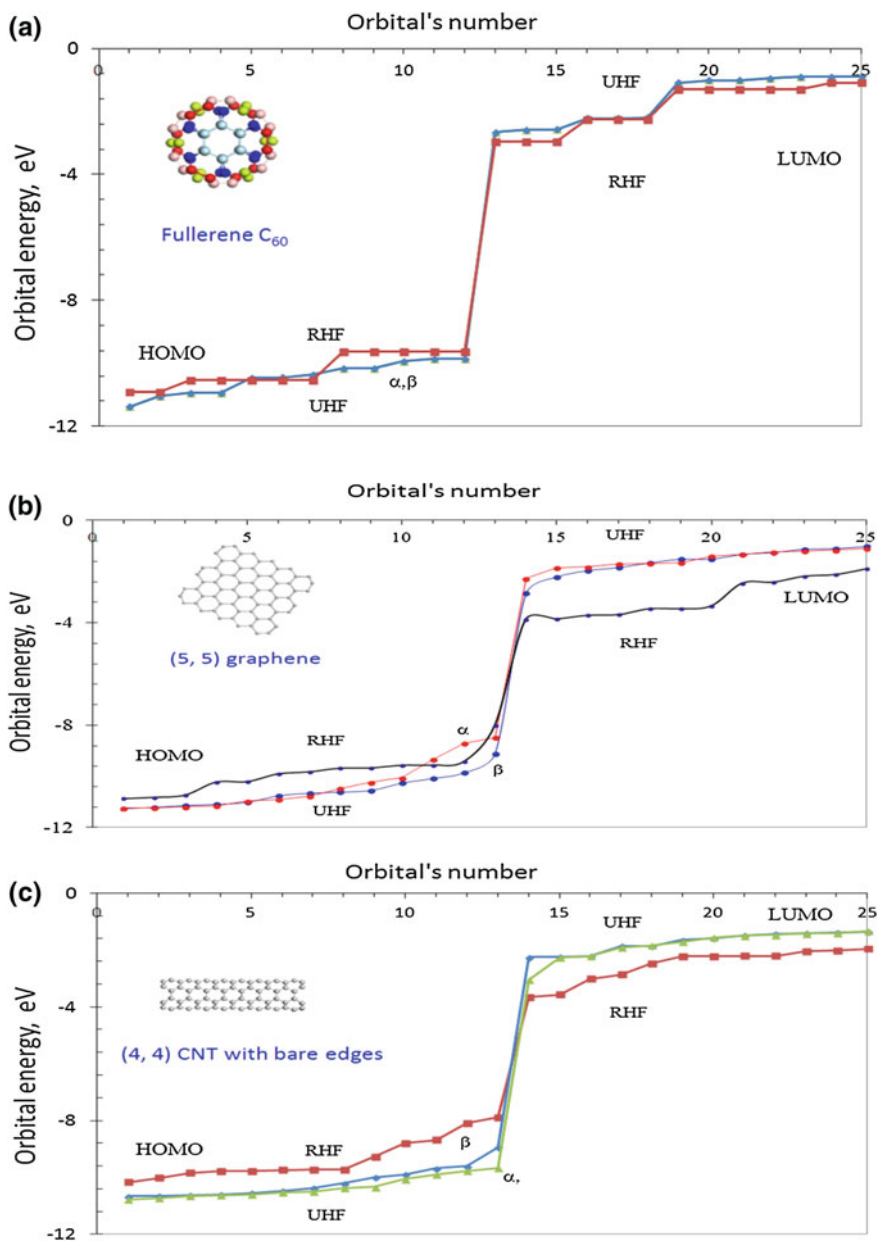 (a)
Orbital's number
0
0 5 10 15 20 25
UHF
-4
LUMO
RHF
Fullerene C60
Orbital energy, eV
-8
HOMO
RHF
α,β
UHF
-12
(b)
Orbital's number
0
0 5 10 15 20 25
UHF
-4
LUMO
RHF
(5, 5) graphene
Orbital energy, eV
-8
HOMO
RHF
α
β
UHF
-12
(c)
Orbital's number
0
0 5 10 15 20 25
UHF
LUMO
-4
RHF
(4, 4) CNT with bare edges
Orbital energy, eV
-8
HOMO
RHF
β
α,
UHF
-12